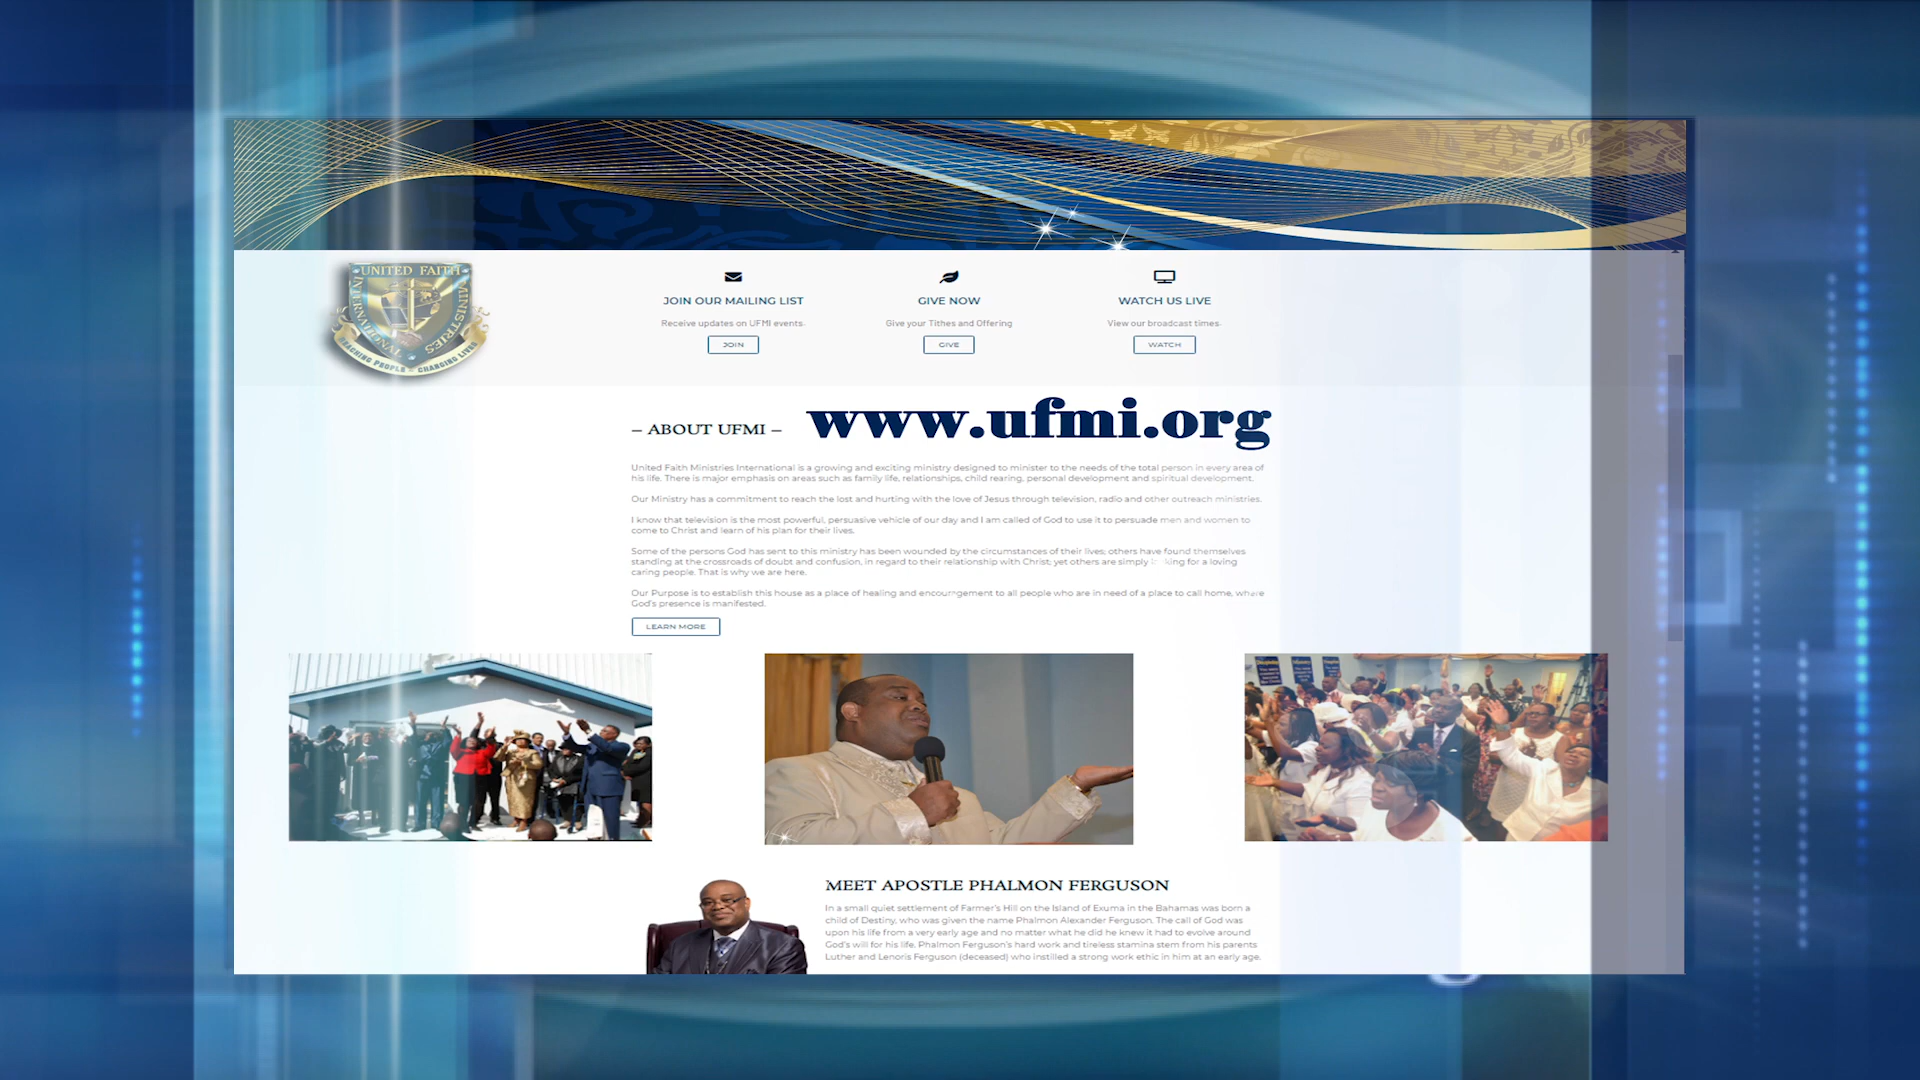 UNITED FAITH
MINISTRIES
INTERNATIONAL
REACHING PEOPLE - CHANGING LIVES
JOIN OUR MAILING LIST
Receive updates on UFMI events.
JOIN
GIVE NOW
Give your Tithes and Offering
GIVE
WATCH US LIVE
View our broadcast times.
WATCH
– ABOUT UFMI –
www.ufmi.org
United Faith Ministries International is a growing and exciting ministry designed to minister to the needs of the total person in every area of
his life. There is major emphasis on areas such as family life, relationships, child rearing, personal development and spiritual development.
Our Ministry has a commitment to reach the lost and hurting with the love of Jesus through television, radio and other outreach ministries.
I know that television is the most powerful, persuasive vehicle of our day and I am called of God to use it to persuade men and women to
come to Christ and learn of his plan for their lives.
Some of the persons God has sent to this ministry has been wounded by the circumstances of their lives; others have found themselves
standing at the crossroads of doubt and confusion, in regard to their relationship with Christ; yet others are simply looking for a loving
caring people. That is why we are here.
Our Purpose is to establish this house as a place of healing and encouragement to all people who are in need of a place to call home, where
God's presence is manifested.
LEARN MORE
MEET APOSTLE PHALMON FERGUSON
In a small quiet settlement of Farmer's Hill on the Island of Exuma in the Bahamas was born a
child of Destiny, who was given the name Phalmon Alexander Ferguson. The call of God was
upon his life from a very early age and no matter what he did he knew it had to evolve around
God's will for his life. Phalmon Ferguson's hard work and tireless stamina stem from his parents
Luther and Lenoris Ferguson (deceased) who instilled a strong work ethic in him at an early age.